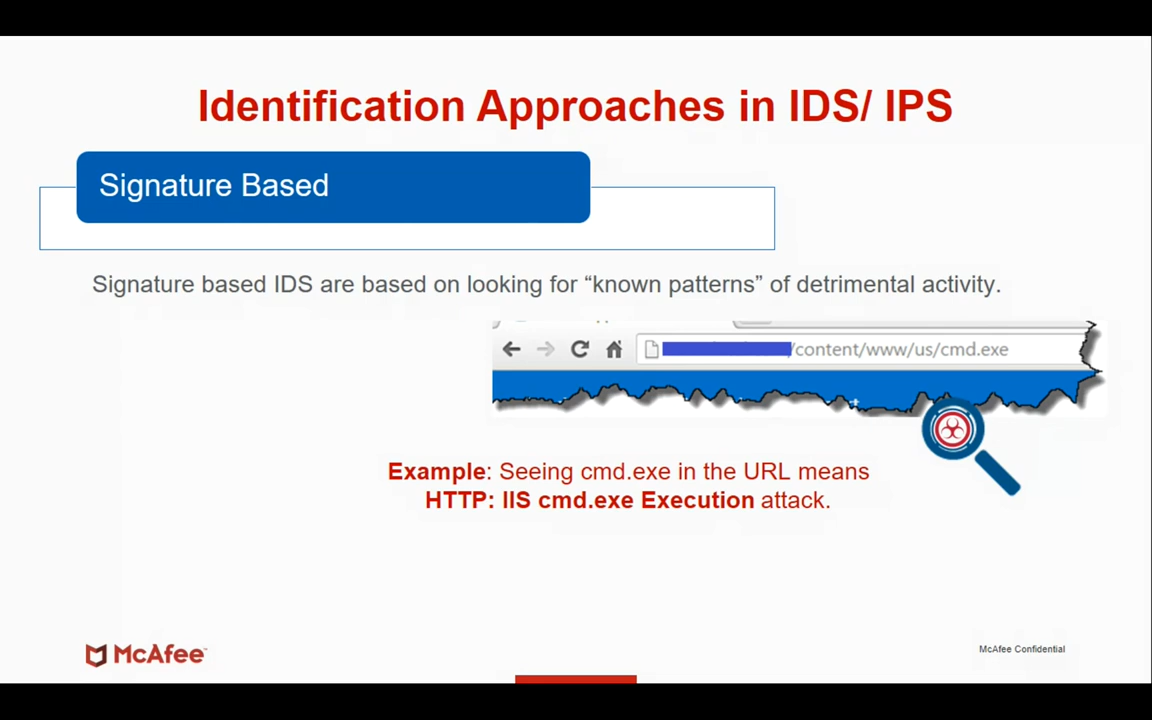 Identification Approaches in IDS/ IPS
Signature Based
Signature based IDS are based on looking for “known patterns” of detrimental activity.
/content/www/us/cmd.exe
Example: Seeing cmd.exe in the URL means
HTTP: IIS cmd.exe Execution attack.
McAfee™
McAfee Confidential